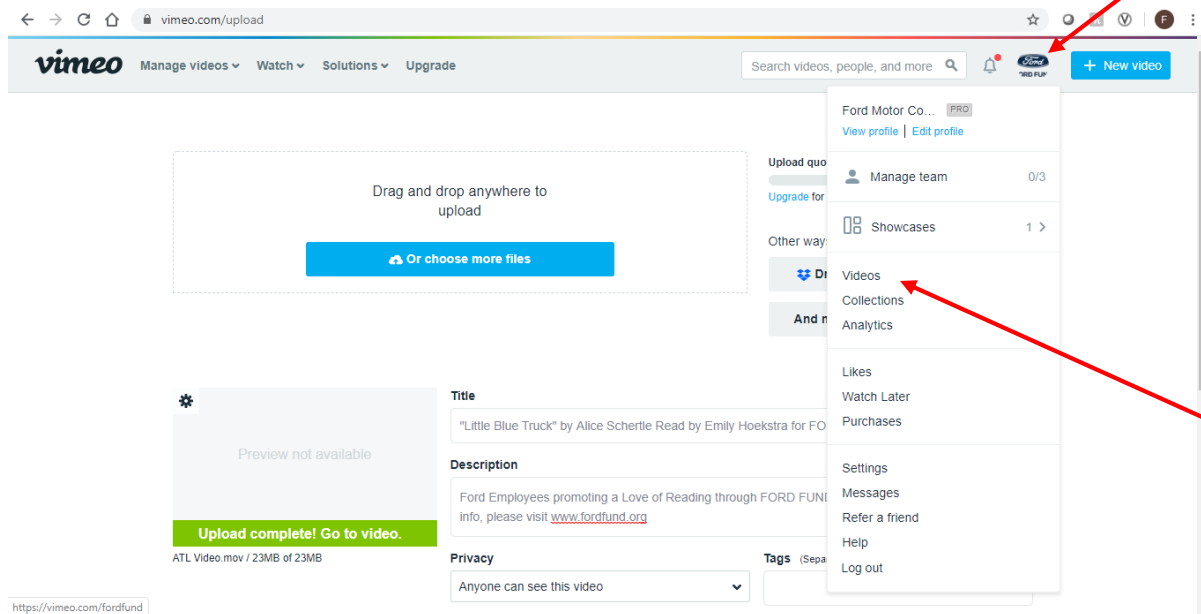 vimeo.com/upload
F
vimeo Manage videos Watch Solutions Upgrade
Search videos, people, and more
Ford
+ New video
Ford Motor Co... PRO
View profile | Edit profile
Drag and drop anywhere to
upload
Or choose more files
Upload quo
Upgrade for
Other way
Dr
And m
Manage team 0/3
Showcases 1
Videos
Collections
Analytics
Likes
Watch Later
Purchases
Settings
Messages
Refer a friend
Help
Log out
Preview not available
Upload complete! Go to video.
ATL Video.mov / 23MB of 23MB
Title
"Little Blue Truck" by Alice Schertle Read by Emily Hoekstra for FO
Description
Ford Employees promoting a Love of Reading through FORD FUN
info, please visit www.fordfund.org
Privacy
Anyone can see this video
Tags (Sepa
https://vimeo.com/fordfund